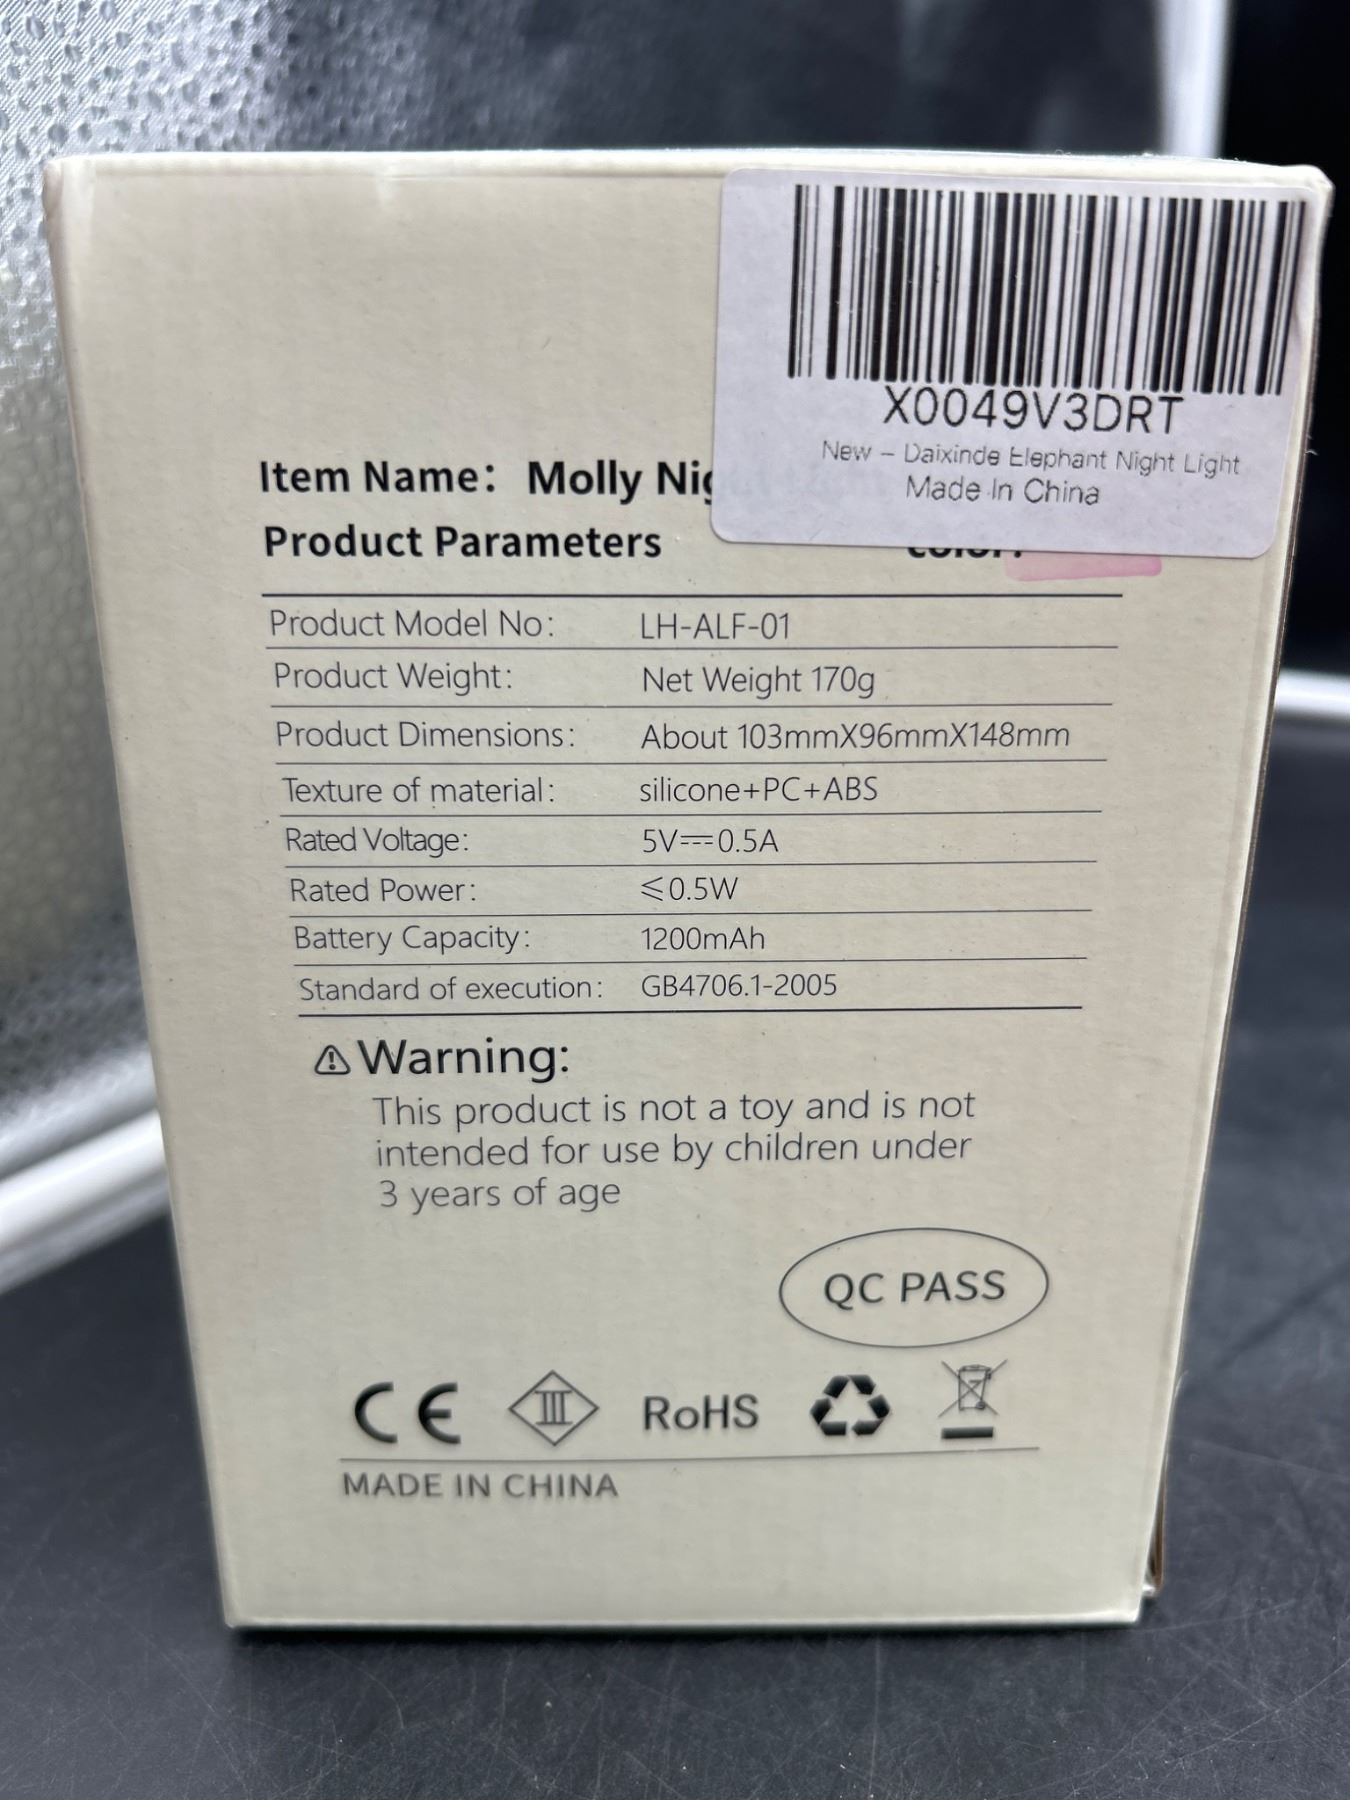 X0049V3DRT
New – Daixinde Elephant Night Light
Made In China
Item Name: Molly Night Light
Product Parameters color:
Product Model No: LH-ALF-01
Product Weight: Net Weight 170g
Product Dimensions: About 103mmX96mmX148mm
Texture of material: silicone+PC+ABS
Rated Voltage: 5V⎓0.5A
Rated Power: ≤0.5W
Battery Capacity: 1200mAh
Standard of execution: GB4706.1-2005
⚠Warning:
This product is not a toy and is not
intended for use by children under
3 years of age
QC PASS
CE III RoHS
MADE IN CHINA